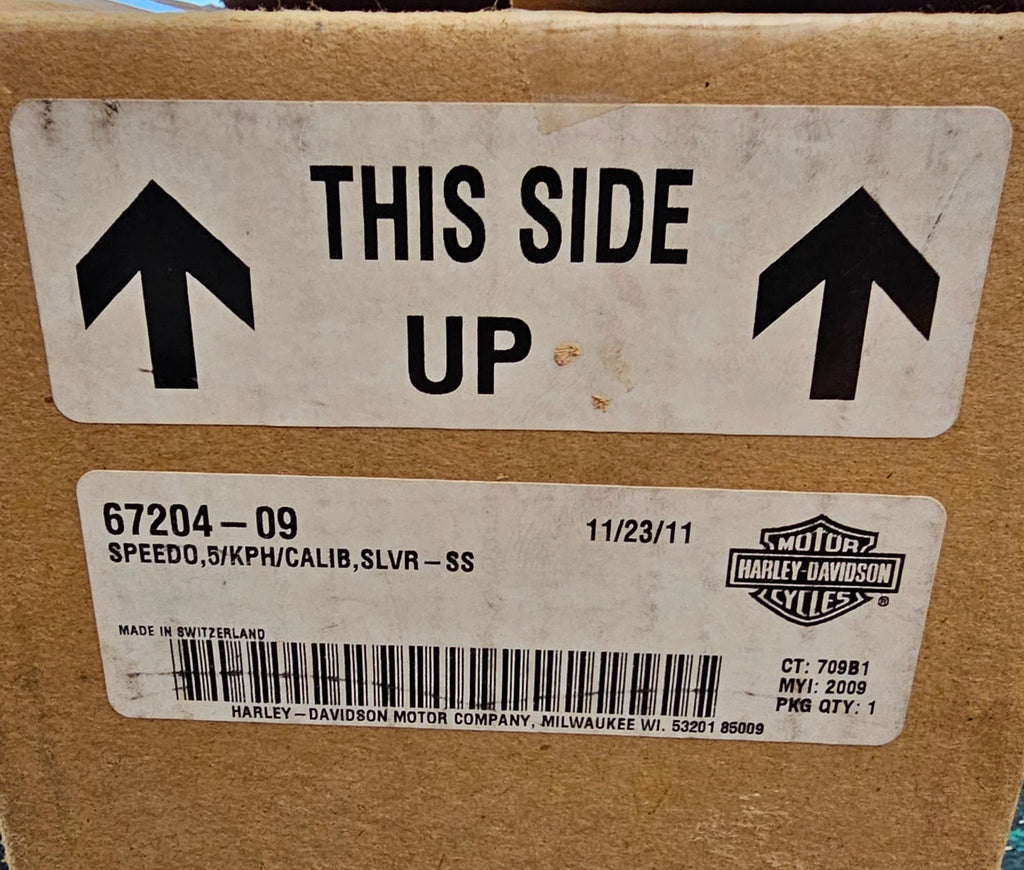 THIS SIDE
UP
67204-09
11/23/11
SPEEDO,5/KPH/CALIB,SLVR-SS
MOTOR
HARLEY-DAVIDSON
CYCLES
®
MADE IN SWITZERLAND
CT: 709B1
MYI: 2009
PKG QTY: 1
HARLEY-DAVIDSON MOTOR COMPANY, MILWAUKEE WI. 53201 85009